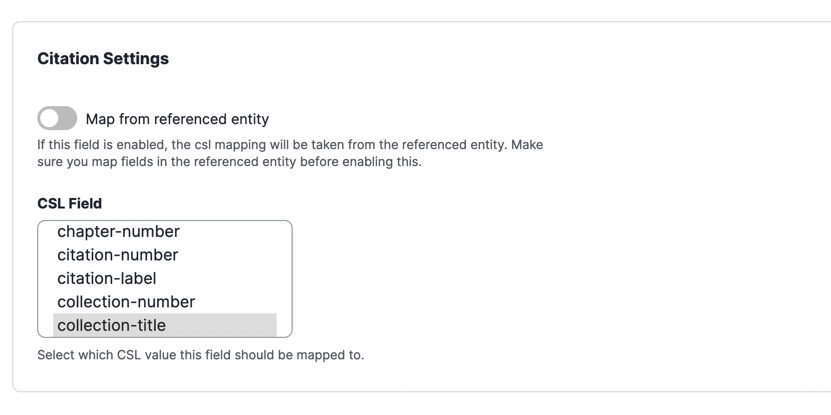 Citation Settings
Map from referenced entity
If this field is enabled, the csl mapping will be taken from the referenced entity. Make
sure you map fields in the referenced entity before enabling this.
CSL Field
chapter-number
citation-number
citation-label
collection-number
collection-title
Select which CSL value this field should be mapped to.